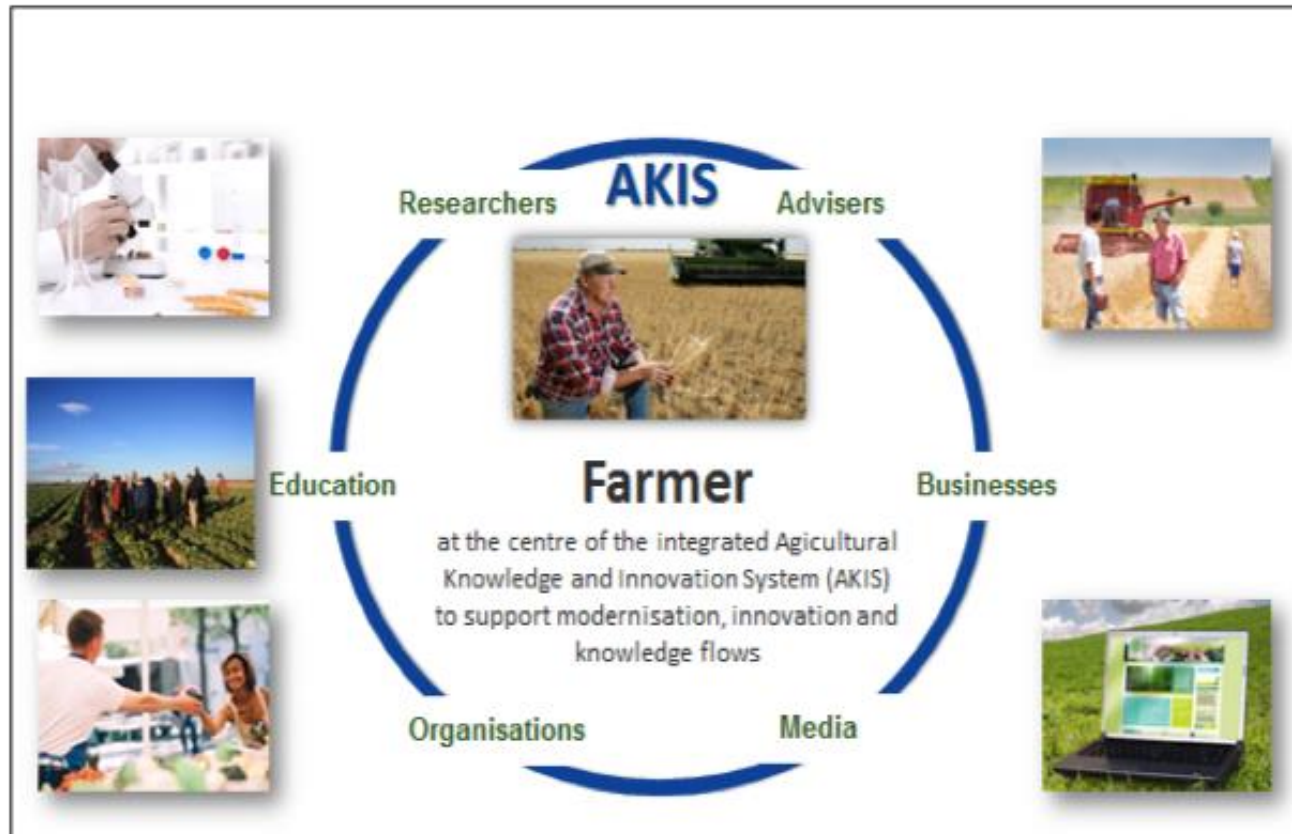 AKIS
Researchers
Advisers
Education
Farmer
Businesses
at the centre of the integrated Agicultural
Knowledge and Innovation System (AKIS)
to support modernisation, innovation and
knowledge flows
Organisations
Media